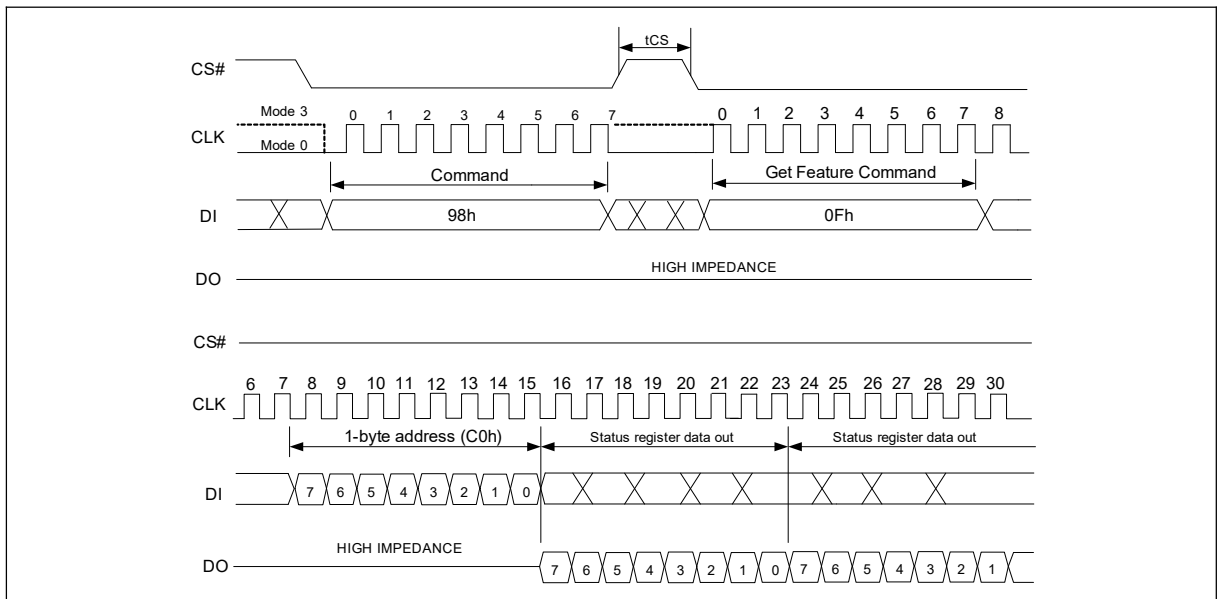 tCS
CS#
Mode 3
0 1 2 3 4 5 6 7 0 1 2 3 4 5 6 7 8
CLK
Mode 0
Command Get Feature Command
DI 98h 0Fh
HIGH IMPEDANCE
DO
CS#
6 7 8 9 10 11 12 13 14 15 16 17 18 19 20 21 22 23 24 25 26 27 28 29 30
CLK
1-byte address (C0h) Status register data out Status register data out
DI 7 6 5 4 3 2 1 0
HIGH IMPEDANCE
DO 7 6 5 4 3 2 1 0 7 6 5 4 3 2 1